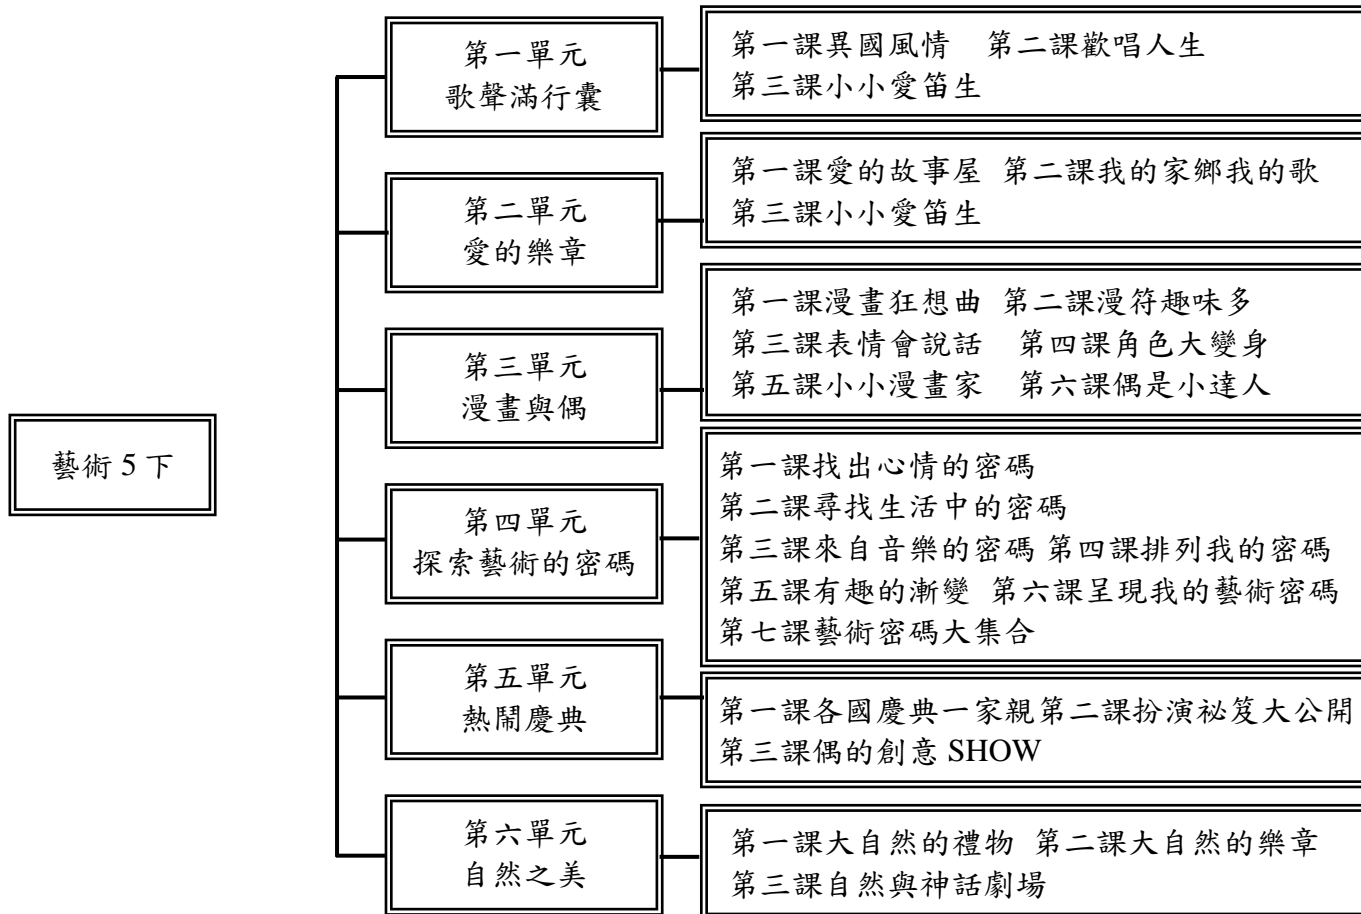 藝術 5 下
第一單元
歌聲滿行囊
第一課異國風情 第二課歡唱人生
第三課小小愛笛生
第二單元
愛的樂章
第一課愛的故事屋 第二課我的家鄉我的歌
第三課小小愛笛生
第三單元
漫畫與偶
第一課漫畫狂想曲 第二課漫符趣味多
第三課表情會說話 第四課角色大變身
第五課小小漫畫家 第六課偶是小達人
第四單元
探索藝術的密碼
第一課找出心情的密碼
第二課尋找生活中的密碼
第三課來自音樂的密碼 第四課排列我的密碼
第五課有趣的漸變 第六課呈現我的藝術密碼
第七課藝術密碼大集合
第五單元
熱鬧慶典
第一課各國慶典一家親第二課扮演祕笈大公開
第三課偶的創意 SHOW
第六單元
自然之美
第一課大自然的禮物 第二課大自然的樂章
第三課自然與神話劇場